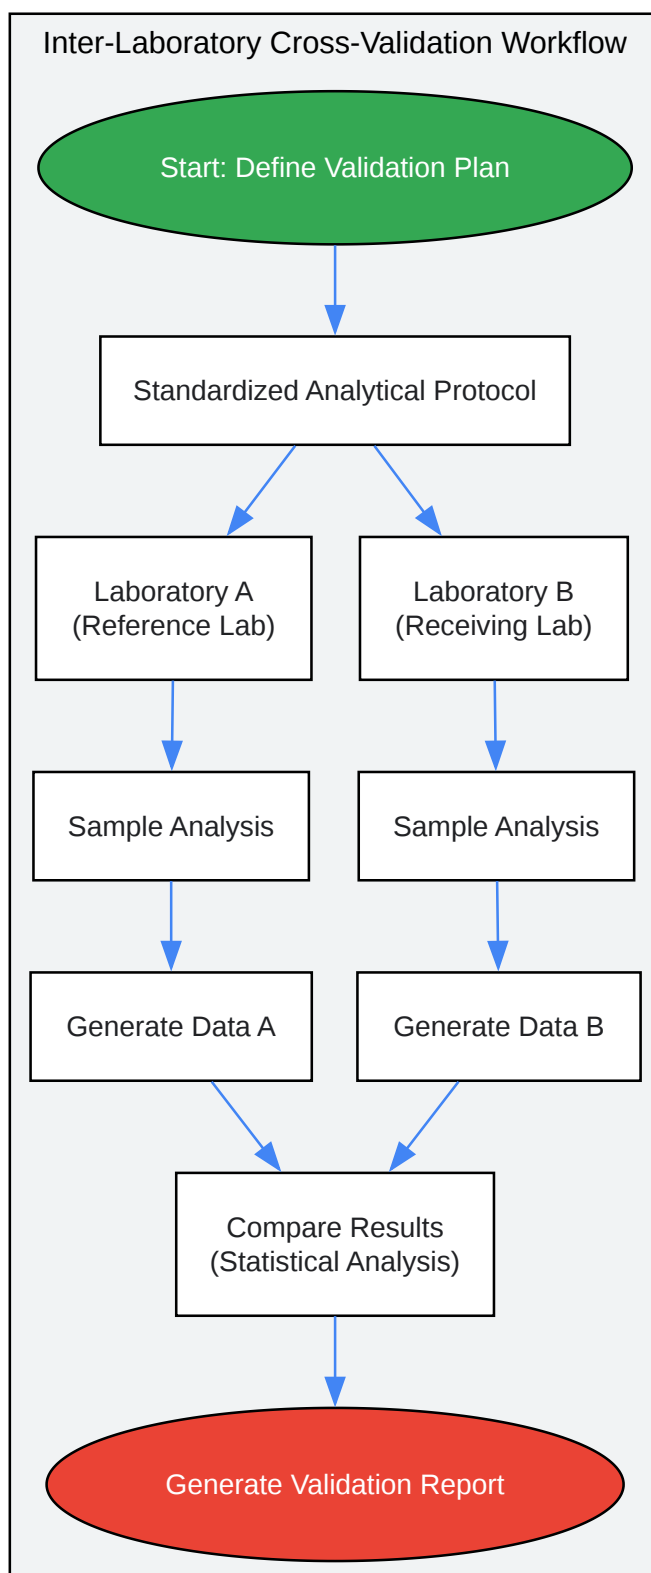 Inter-Laboratory Cross-Validation Workflow
Start: Define Validation Plan
Standardized Analytical Protocol
Laboratory A
(Reference Lab)
Laboratory B
(Receiving Lab)
Sample Analysis
Sample Analysis
Generate Data A
Generate Data B
Compare Results
(Statistical Analysis)
Generate Validation Report